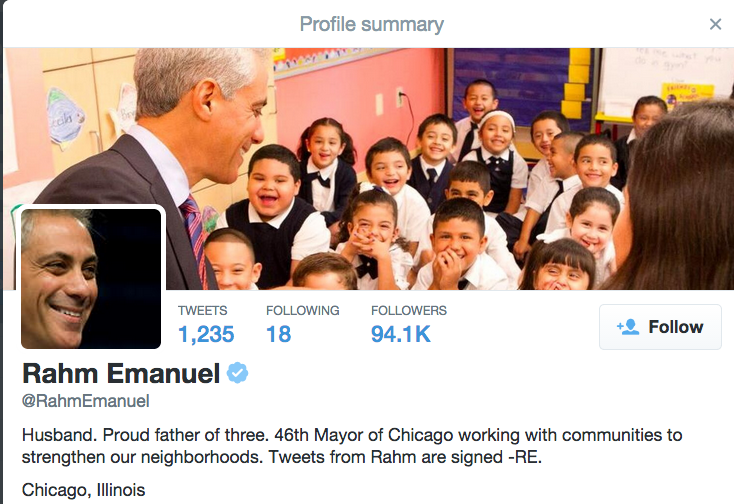 Profile summary
×
TWEETS
1,235
FOLLOWING
18
FOLLOWERS
94.1K
Follow
Rahm Emanuel
@RahmEmanuel
Husband. Proud father of three. 46th Mayor of Chicago working with communities to
strengthen our neighborhoods. Tweets from Rahm are signed -RE.
Chicago, Illinois